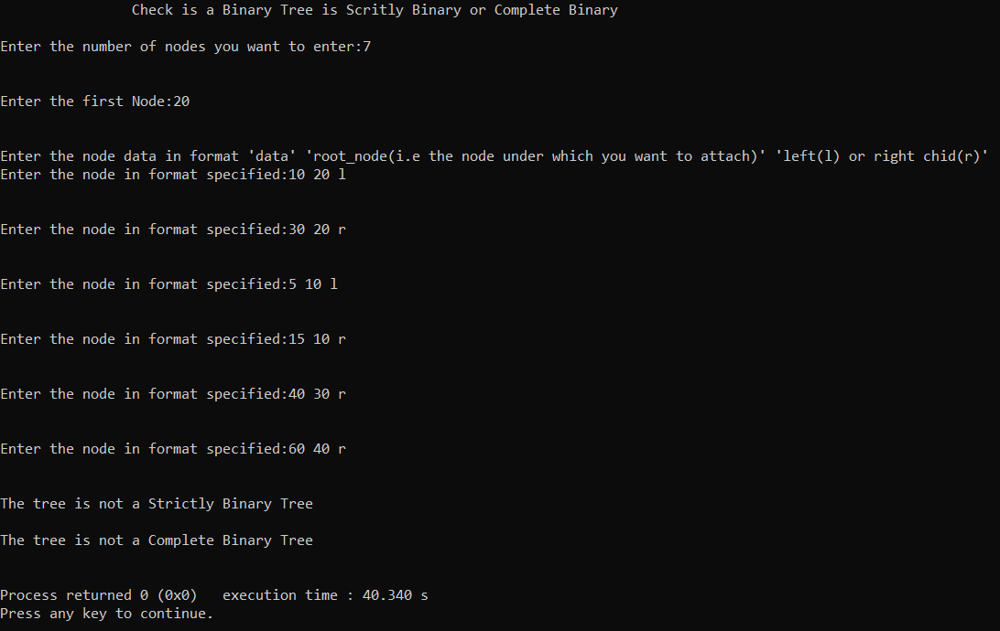 Check is a Binary Tree is Scritly Binary or Complete Binary
Enter the number of nodes you want to enter:7
Enter the first Node:20
Enter the node data in format 'data' 'root_node(i.e the node under which you want to attach)' 'left(l) or right chid(r)'
Enter the node in format specified:10 20 l
Enter the node in format specified:30 20 r
Enter the node in format specified:5 10 l
Enter the node in format specified:15 10 r
Enter the node in format specified:40 30 r
Enter the node in format specified:60 40 r
The tree is not a Strictly Binary Tree
The tree is not a Complete Binary Tree
Process returned 0 (0x0)   execution time : 40.340 s
Press any key to continue.